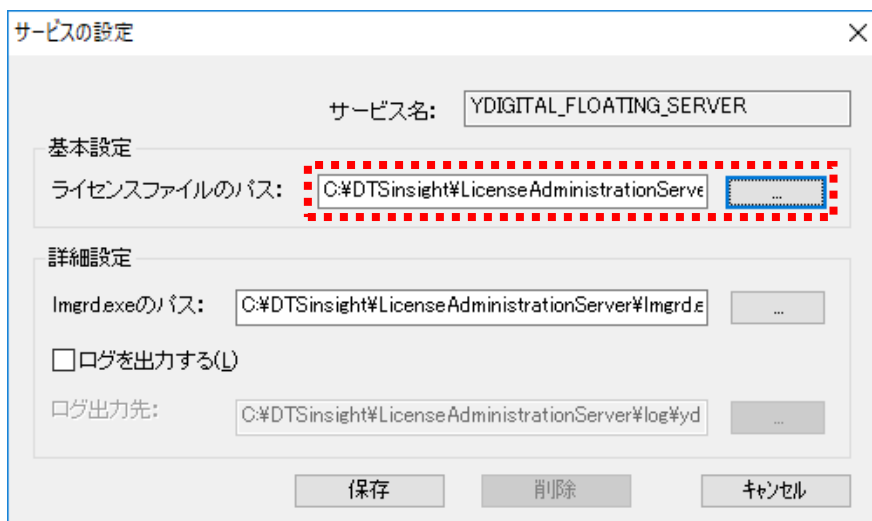 サービスの設定
サービス名: YDIGITAL_FLOATING_SERVER
基本設定
ライセンスファイルのパス: C:¥DTSinsight¥LicenseAdministrationServe ...
詳細設定
lmgrd.exeのパス: C:¥DTSinsight¥LicenseAdministrationServer¥lmgrd.e ...
ログを出力する(L)
ログ出力先: C:¥DTSinsight¥LicenseAdministrationServer¥log¥yd ...
保存 削除 キャンセル